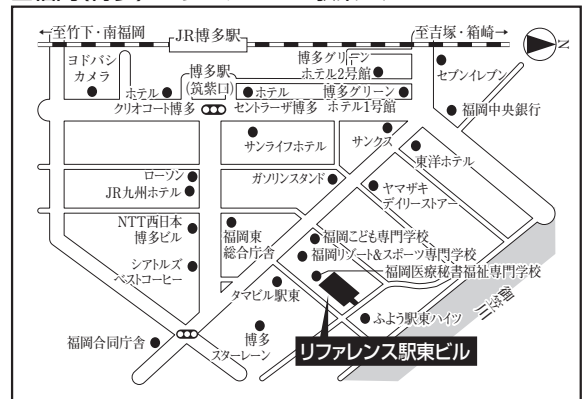 至竹下・南福岡
JR博多駅
至吉塚・箱崎
N
ヨドバシ
カメラ
ホテル
クリオコート博多
博多駅
(筑紫口)
ホテル
セントラーザ博多
博多グリーン
ホテル2号館
博多グリーン
ホテル1号館
セブンイレブン
福岡中央銀行
サンライフホテル
サンクス
東洋ホテル
ローソン
JR九州ホテル
ガソリンスタンド
ヤマザキ
デイリーストアー
NTT西日本
博多ビル
福岡東
総合庁舎
福岡こども専門学校
福岡リゾート&スポーツ専門学校
福岡医療秘書福祉専門学校
シアトルズ
ベストコーヒー
タマビル駅東
ふよう駅東ハイツ
御笠川
福岡合同庁舎
博多
スターレーン
リファレンス駅東ビル